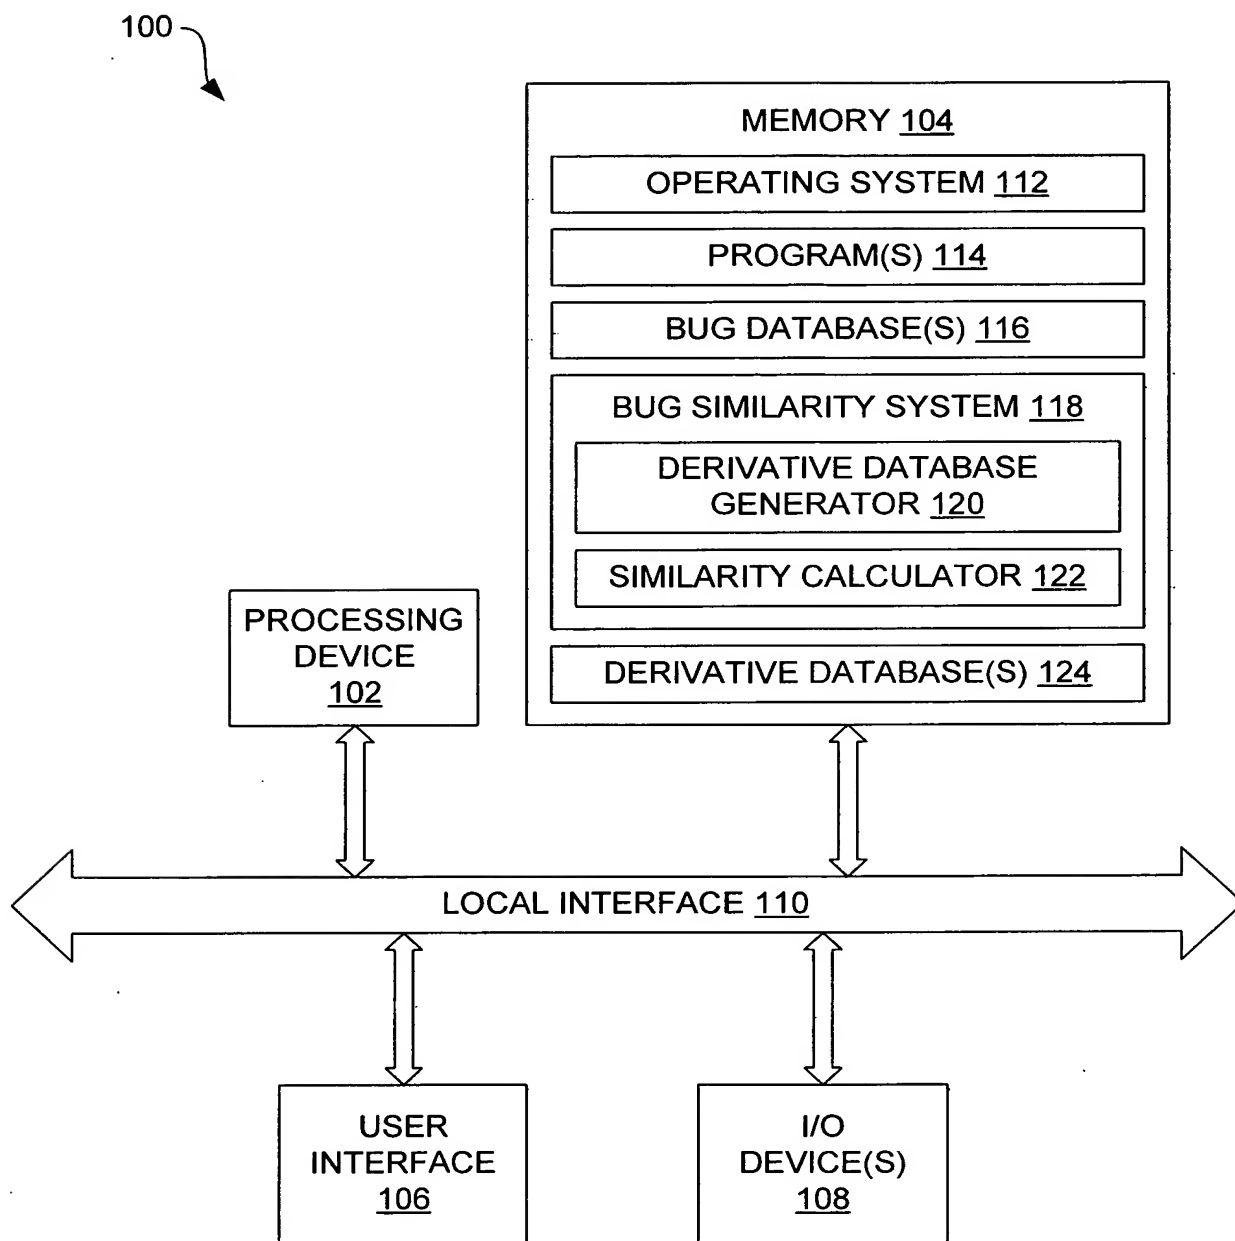 100
MEMORY 104
OPERATING SYSTEM 112
PROGRAM(S) 114
BUG DATABASE(S) 116
BUG SIMILARITY SYSTEM 118
DERIVATIVE DATABASE
GENERATOR 120
SIMILARITY CALCULATOR 122
DERIVATIVE DATABASE(S) 124
PROCESSING
DEVICE
102
LOCAL INTERFACE 110
USER
INTERFACE
106
I/O
DEVICE(S)
108